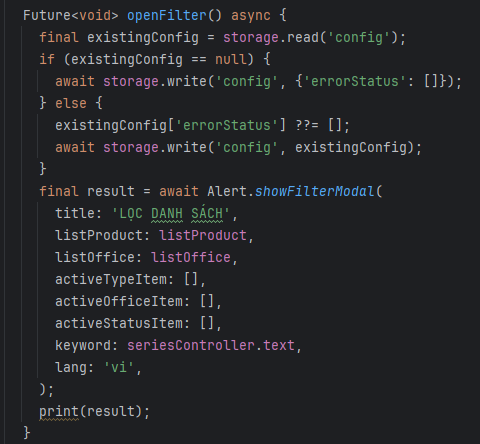 Future<void> openFilter() async {
  final existingConfig = storage.read('config');
  if (existingConfig == null) {
    await storage.write('config', {'errorStatus': []});
  } else {
    existingConfig['errorStatus'] ??= [];
    await storage.write('config', existingConfig);
  }
  final result = await Alert.showFilterModal(
    title: 'LỌC DANH SÁCH',
    listProduct: listProduct,
    listOffice: listOffice,
    activeTypeItem: [],
    activeOfficeItem: [],
    activeStatusItem: [],
    keyword: seriesController.text,
    lang: 'vi',
  );
  print(result);
}